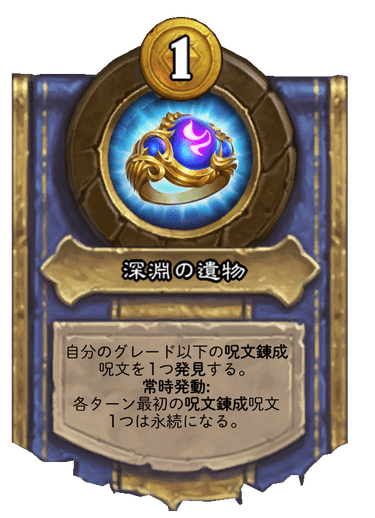 1
深淵の遺物
自分のグレード以下の呪文錬成
呪文を1つ発見する。
常時発動:
各ターン最初の呪文錬成呪文
1つは永続になる。